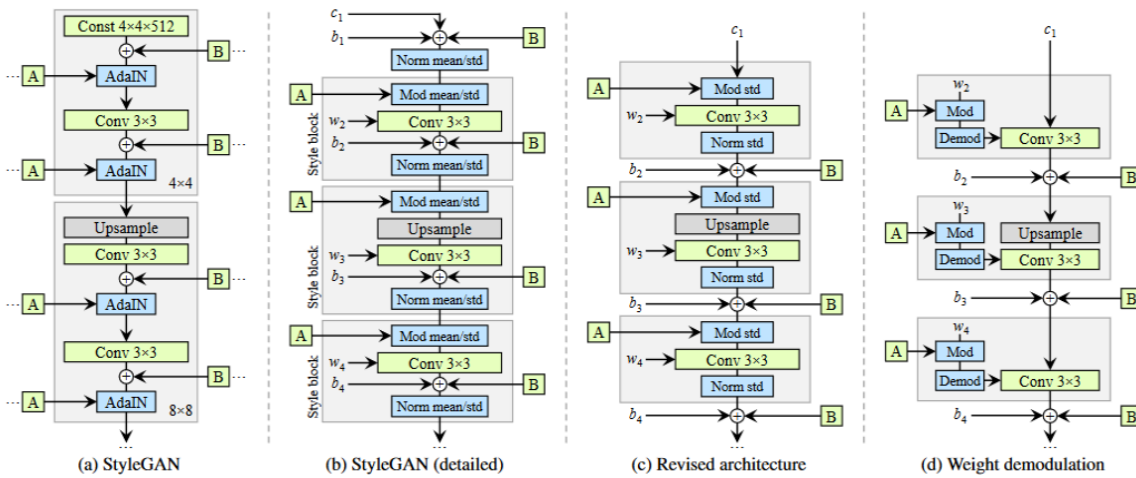 Const 4×4×512
B ...
... A
AdaIN
Conv 3×3
B ...
... A
AdaIN
4×4
Upsample
Conv 3×3
B ...
... A
AdaIN
Conv 3×3
B ...
... A
AdaIN
8×8
...
(a) StyleGAN
c1
b1
B
Norm mean/std
A
Mod mean/std
w2
Conv 3×3
b2
B
Norm mean/std
Style block
A
Mod mean/std
Upsample
w3
Conv 3×3
b3
B
Norm mean/std
Style block
A
Mod mean/std
w4
Conv 3×3
b4
B
Norm mean/std
Style block
...
(b) StyleGAN (detailed)
c1
A
Mod std
w2
Conv 3×3
Norm std
b2
B
A
Mod std
Upsample
w3
Conv 3×3
Norm std
b3
B
A
Mod std
w4
Conv 3×3
Norm std
b4
B
...
(c) Revised architecture
c1
w2
A
Mod
Demod
Conv 3×3
b2
B
w3
A
Mod
Upsample
Demod
Conv 3×3
b3
B
w4
A
Mod
Demod
Conv 3×3
b4
B
...
(d) Weight demodulation